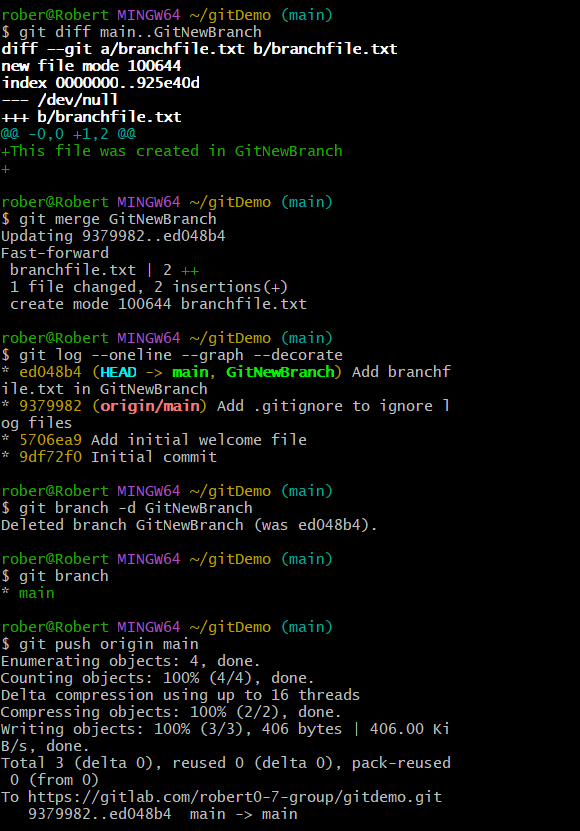 rober@Robert MINGW64 ~/gitDemo (main)
$ git diff main..GitNewBranch
diff --git a/branchfile.txt b/branchfile.txt
new file mode 100644
index 0000000..925e40d
--- /dev/null
+++ b/branchfile.txt
@@ -0,0 +1,2 @@
+This file was created in GitNewBranch
+
rober@Robert MINGW64 ~/gitDemo (main)
$ git merge GitNewBranch
Updating 9379982..ed048b4
Fast-forward
 branchfile.txt | 2 ++
 1 file changed, 2 insertions(+)
 create mode 100644 branchfile.txt
rober@Robert MINGW64 ~/gitDemo (main)
$ git log --oneline --graph --decorate
* ed048b4 (HEAD -> main, GitNewBranch) Add branchf
ile.txt in GitNewBranch
* 9379982 (origin/main) Add .gitignore to ignore l
og files
* 5706ea9 Add initial welcome file
* 9df72f0 Initial commit
rober@Robert MINGW64 ~/gitDemo (main)
$ git branch -d GitNewBranch
Deleted branch GitNewBranch (was ed048b4).
rober@Robert MINGW64 ~/gitDemo (main)
$ git branch
* main
rober@Robert MINGW64 ~/gitDemo (main)
$ git push origin main
Enumerating objects: 4, done.
Counting objects: 100% (4/4), done.
Delta compression using up to 16 threads
Compressing objects: 100% (2/2), done.
Writing objects: 100% (3/3), 406 bytes | 406.00 Ki
B/s, done.
Total 3 (delta 0), reused 0 (delta 0), pack-reused
 0 (from 0)
To https://gitlab.com/robert0-7-group/gitdemo.git
   9379982..ed048b4  main -> main